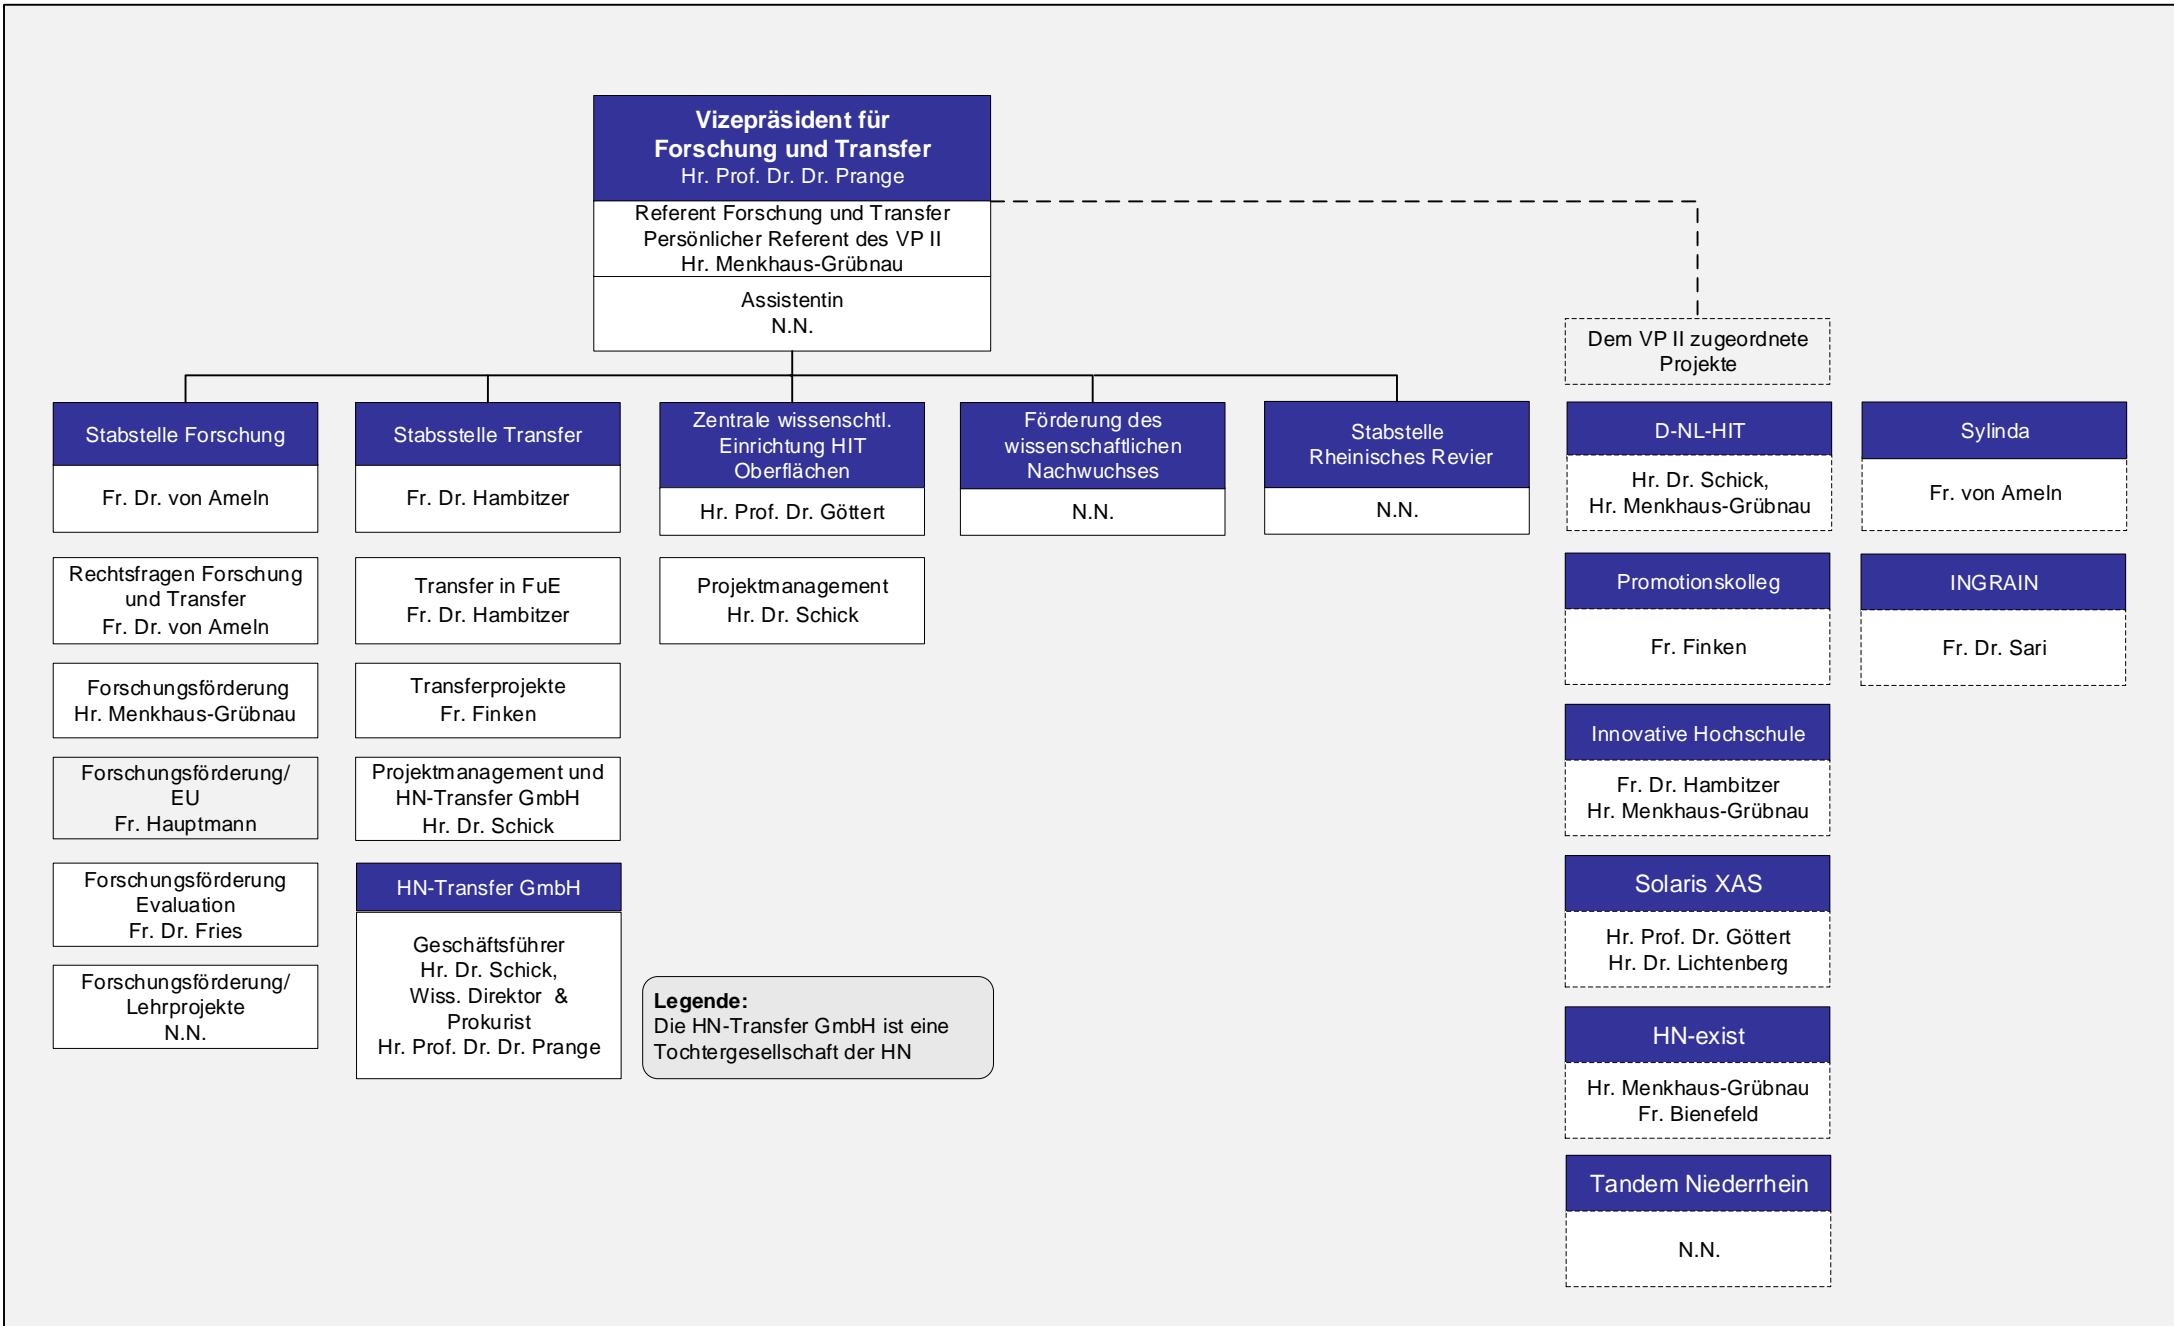 Vizepräsident für
Forschung und Transfer
Hr. Prof. Dr. Dr. Prange
Referent Forschung und Transfer
Persönlicher Referent des VP II
Hr. Menkhaus-Grübnau
Assistentin
N.N.
Dem VP II zugeordnete
Projekte
Stabstelle Forschung
Fr. Dr. von Ameln
Rechtsfragen Forschung
und Transfer
Fr. Dr. von Ameln
Forschungsförderung
Hr. Menkhaus-Grübnau
Forschungsförderung/
EU
Fr. Hauptmann
Forschungsförderung
Evaluation
Fr. Dr. Fries
Forschungsförderung/
Lehrprojekte
N.N.
Stabsstelle Transfer
Fr. Dr. Hambitzer
Transfer in FuE
Fr. Dr. Hambitzer
Transferprojekte
Fr. Finken
Projektmanagement und
HN-Transfer GmbH
Hr. Dr. Schick
HN-Transfer GmbH
Geschäftsführer
Hr. Dr. Schick,
Wiss. Direktor &
Prokurist
Hr. Prof. Dr. Dr. Prange
Zentrale wissenschtl.
Einrichtung HIT
Oberflächen
Hr. Prof. Dr. Göttert
Projektmanagement
Hr. Dr. Schick
Legende:
Die HN-Transfer GmbH ist eine
Tochtergesellschaft der HN
Förderung des
wissenschaftlichen
Nachwuchses
N.N.
Stabstelle
Rheinisches Revier
N.N.
D-NL-HIT
Hr. Dr. Schick,
Hr. Menkhaus-Grübnau
Promotionskolleg
Fr. Finken
Innovative Hochschule
Fr. Dr. Hambitzer
Hr. Menkhaus-Grübnau
Solaris XAS
Hr. Prof. Dr. Göttert
Hr. Dr. Lichtenberg
HN-exist
Hr. Menkhaus-Grübnau
Fr. Bienefeld
Tandem Niederrhein
N.N.
Sylinda
Fr. von Ameln
INGRAIN
Fr. Dr. Sari